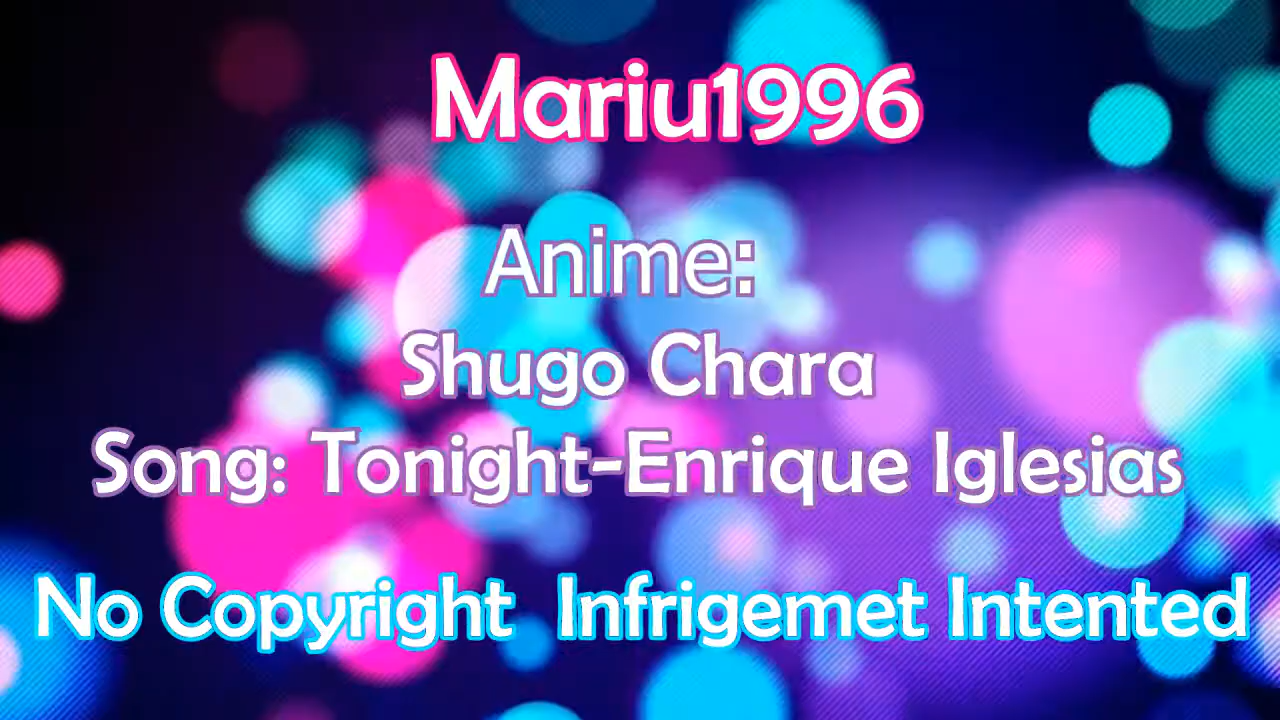 Mariu1996
Anime:
Shugo Chara
Song: Tonight-Enrique Iglesias
No Copyright Infrigemet Intented